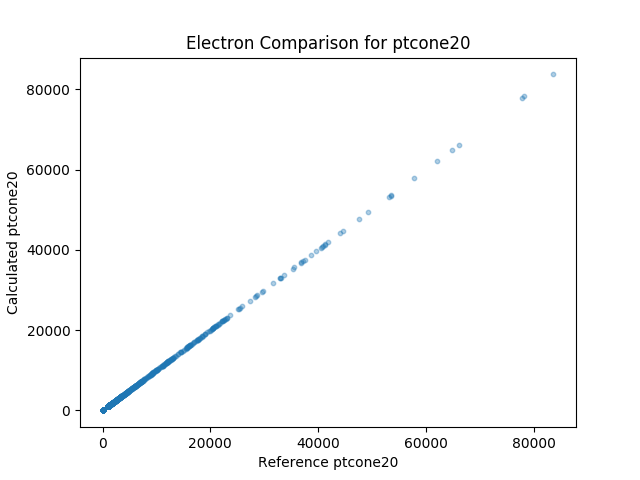 Electron Comparison for ptcone20
80000
60000
40000
20000
0
Calculated ptcone20
0 20000 40000 60000 80000
Reference ptcone20